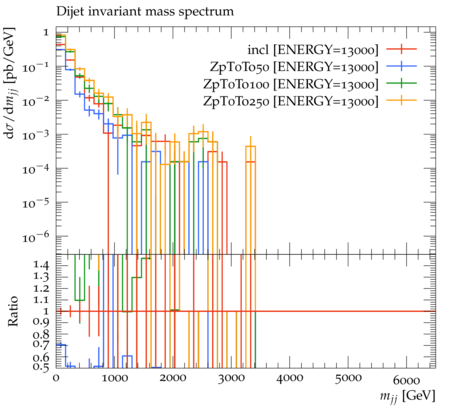 Dijet invariant mass spectrum
dσ/dm_jj [pb/GeV]
1
10^−1
10^−2
10^−3
10^−4
10^−5
10^−6
incl [ENERGY=13000]
ZpToTo50 [ENERGY=13000]
ZpToTo100 [ENERGY=13000]
ZpToTo250 [ENERGY=13000]
Ratio
1.4
1.3
1.2
1.1
1
0.9
0.8
0.7
0.6
0.5
0 1000 2000 3000 4000 5000 6000
m_jj [GeV]